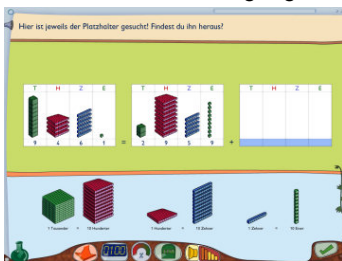 Hier ist jeweils der Platzhalter gesucht! Findest du ihn heraus?
T H Z E
T H Z E
T H Z E
9 4 6 1 = 2 9 5 9 +
1 Tausender = 10 Hunderter
1 Hunderter = 10 Zehner
1 Zehner = 10 Einer
0100